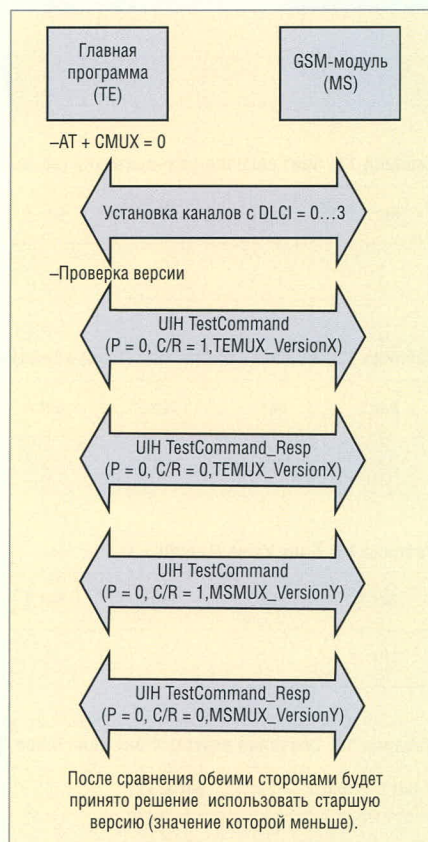 Главная
программа
(TE)
GSM-модуль
(MS)
–AT + CMUX = 0
Установка каналов с DLCI = 0…3
–Проверка версии
UIH TestCommand
(P = 0, C/R = 1,TEMUX_VersionX)
UIH TestCommand_Resp
(P = 0, C/R = 0,TEMUX_VersionX)
UIH TestCommand
(P = 0, C/R = 1,MSMUX_VersionY)
UIH TestCommand_Resp
(P = 0, C/R = 0,MSMUX_VersionY)
После сравнения обеими сторонами будет
принято решение использовать старшую
версию (значение которой меньше).